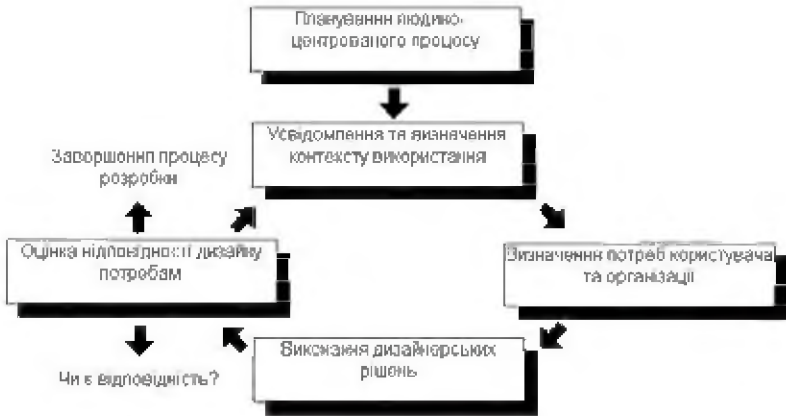 Планування людино-
центрованого процесу
Усвідомлення та визначення
контексту використання
Завершення процесу
розробки
Оцінка відповідності дизайну
потребам
Визначення потреб користувача
та організації
Виконання дизайнерських
рішень
Чи є відповідність?